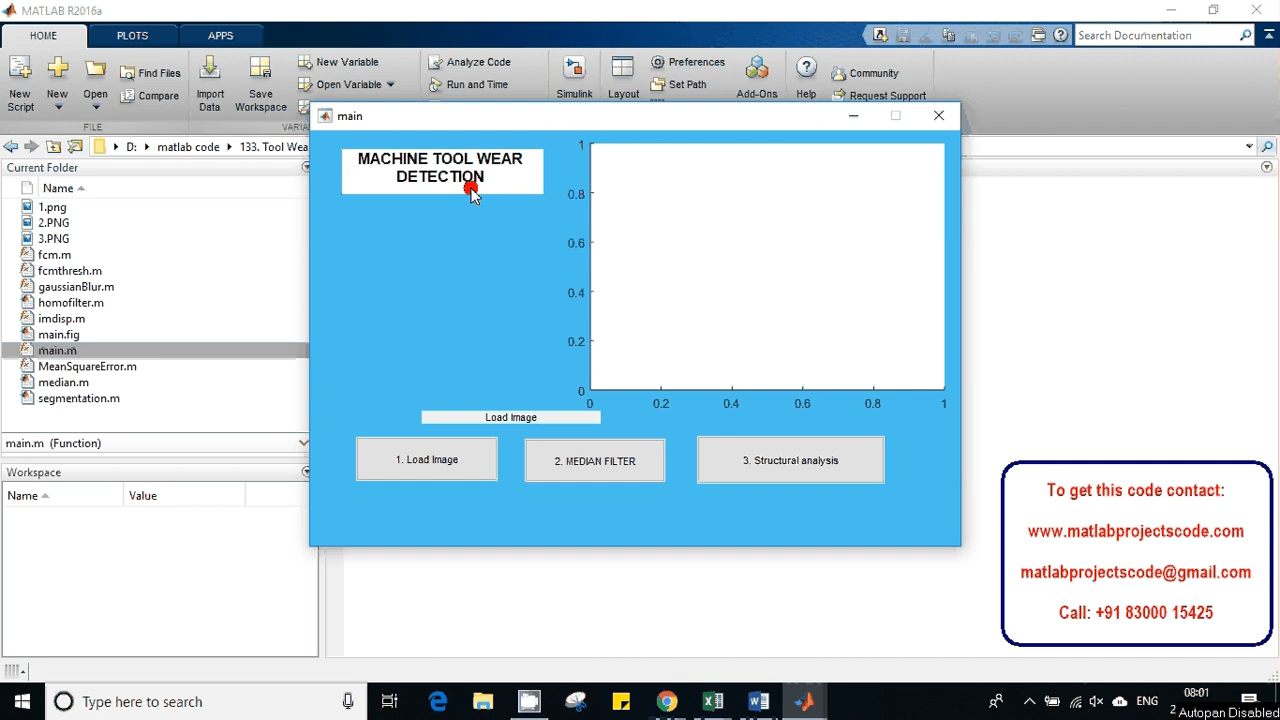 MATLAB R2016a
HOME
PLOTS
APPS
Search Documentation
New Script
New
Open
Find Files
Compare
Import Data
Save Workspace
New Variable
Open Variable
Analyze Code
Run and Time
Simulink
Layout
Preferences
Set Path
Add-Ons
Help
Community
Request Support
FILE
D: matlab code 133. Tool Wea
Current Folder
Name
1.png
2.PNG
3.PNG
fcm.m
fcmthresh.m
gaussianBlur.m
homofilter.m
imdisp.m
main.fig
main.m
MeanSquareError.m
median.m
segmentation.m
main.m (Function)
Workspace
Name Value
main
MACHINE TOOL WEAR
DETECTION
1
0.8
0.6
0.4
0.2
0
0 0.2 0.4 0.6 0.8 1
Load Image
1. Load Image
2. MEDIAN FILTER
3. Structural analysis
To get this code contact:
www.matlabprojectscode.com
matlabprojectscode@gmail.com
Call: +91 83000 15425
Type here to search
ENG
08:01
Autopan Disabled